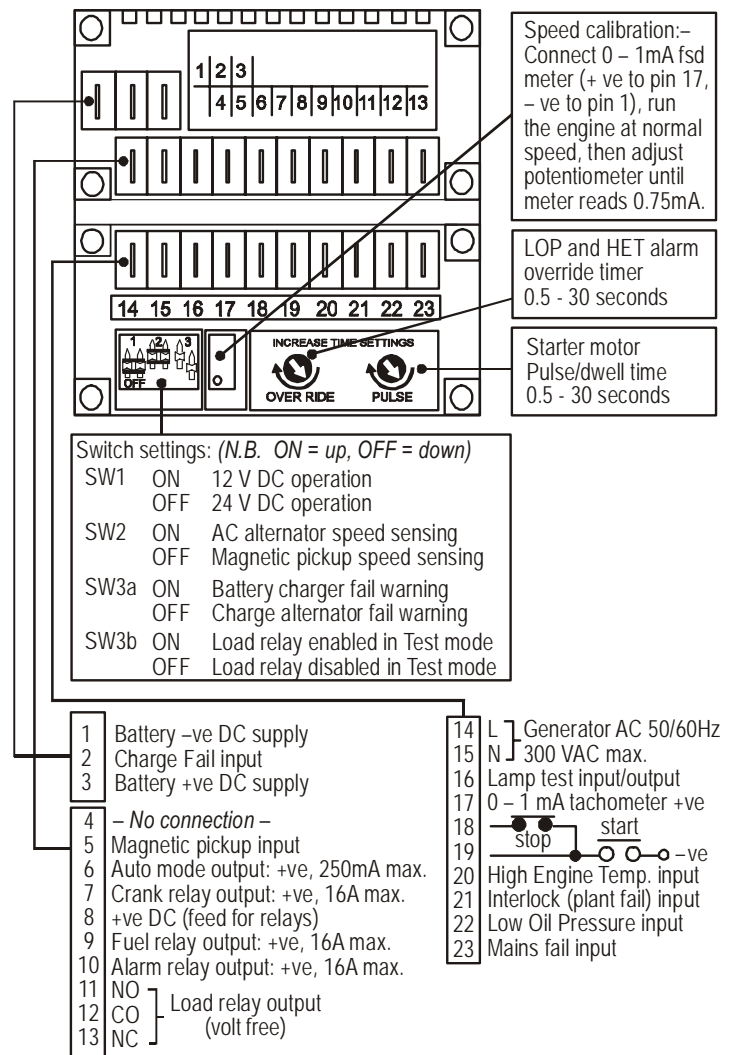 1 2 3
4 5 6 7 8 9 10 11 12 13
14 15 16 17 18 19 20 21 22 23
1 2 3
OFF
INCREASE TIME SETTINGS
OVER RIDE PULSE
Speed calibration:–
Connect 0 – 1mA fsd
meter (+ ve to pin 17,
– ve to pin 1), run
the engine at normal
speed, then adjust
potentiometer until
meter reads 0.75mA.
LOP and HET alarm
override timer
0.5 - 30 seconds
Starter motor
Pulse/dwell time
0.5 - 30 seconds
Switch settings: (N.B. ON = up, OFF = down)
SW1 ON 12 V DC operation
OFF 24 V DC operation
SW2 ON AC alternator speed sensing
OFF Magnetic pickup speed sensing
SW3a ON Battery charger fail warning
OFF Charge alternator fail warning
SW3b ON Load relay enabled in Test mode
OFF Load relay disabled in Test mode
1 Battery –ve DC supply
2 Charge Fail input
3 Battery +ve DC supply
4 – No connection –
5 Magnetic pickup input
6 Auto mode output: +ve, 250mA max.
7 Crank relay output: +ve, 16A max.
8 +ve DC (feed for relays)
9 Fuel relay output: +ve, 16A max.
10 Alarm relay output: +ve, 16A max.
11 NO
12 CO
13 NC
Load relay output
(volt free)
14 L Generator AC 50/60Hz
15 N 300 VAC max.
16 Lamp test input/output
17 0 – 1 mA tachometer +ve
18 stop start
19 –ve
20 High Engine Temp. input
21 Interlock (plant fail) input
22 Low Oil Pressure input
23 Mains fail input